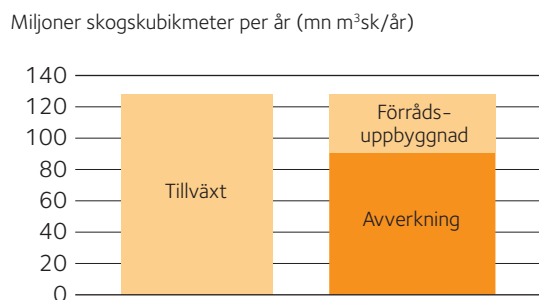 Miljoner skogskubikmeter per år (mn m³sk/år)
140
120
100
80
60
40
20
0
Tillväxt
Förråds-
uppbyggnad
Avverkning